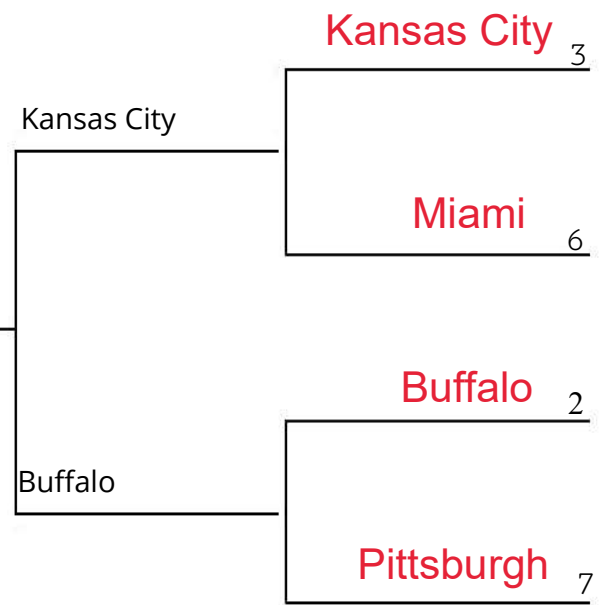 Kansas City
3
Kansas City
Miami
6
Buffalo
2
Buffalo
Pittsburgh
7